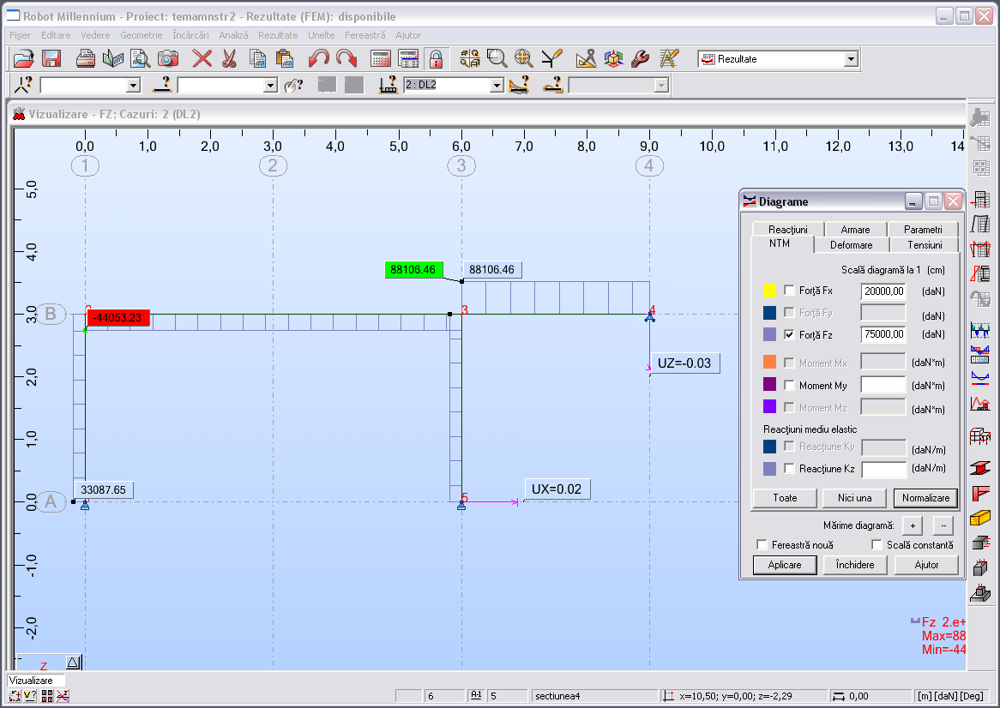 Robot Millennium - Proiect: temamnstr2 - Rezultate (FEM): disponibile
Fișier Editare Vedere Geometrie Încărcări Analiză Rezultate Unelte Fereastră Ajutor
Rezultate
2 : DL2
Vizualizare - FZ; Cazuri: 2 (DL2)
0,0 1,0 2,0 3,0 4,0 5,0 6,0 7,0 8,0 9,0 10,0 11,0 12,0 13,0 14
1 2 3 4
5,0
4,0
3,0
2,0
1,0
0,0
-1,0
-2,0
B
A
88106.46
88106.46
-44053.23
3
4
UZ=-0.03
33087.65
5
UX=0.02
Diagrame
Reacțiuni Armare Parametri
NTM Deformare Tensiuni
Scală diagramă la 1 (cm)
Forță Fx 20000,00 (daN)
Forță Fy (daN)
Forță Fz 75000,00 (daN)
Moment Mx (daN*m)
Moment My (daN*m)
Moment Mz (daN*m)
Reacțiuni mediu elastic
Reacțiune Ky (daN/m)
Reacțiune Kz (daN/m)
Toate Nici una Normalizare
Mărime diagramă: + --
Fereastră nouă Scală constantă
Aplicare Închidere Ajutor
Fz 2.e+
Max=88
Min=-44
Z
Vizualizare
6 5 sectiunea4 x=10,50; y=0,00; z=-2,29 0,00 [m] [daN] [Deg]